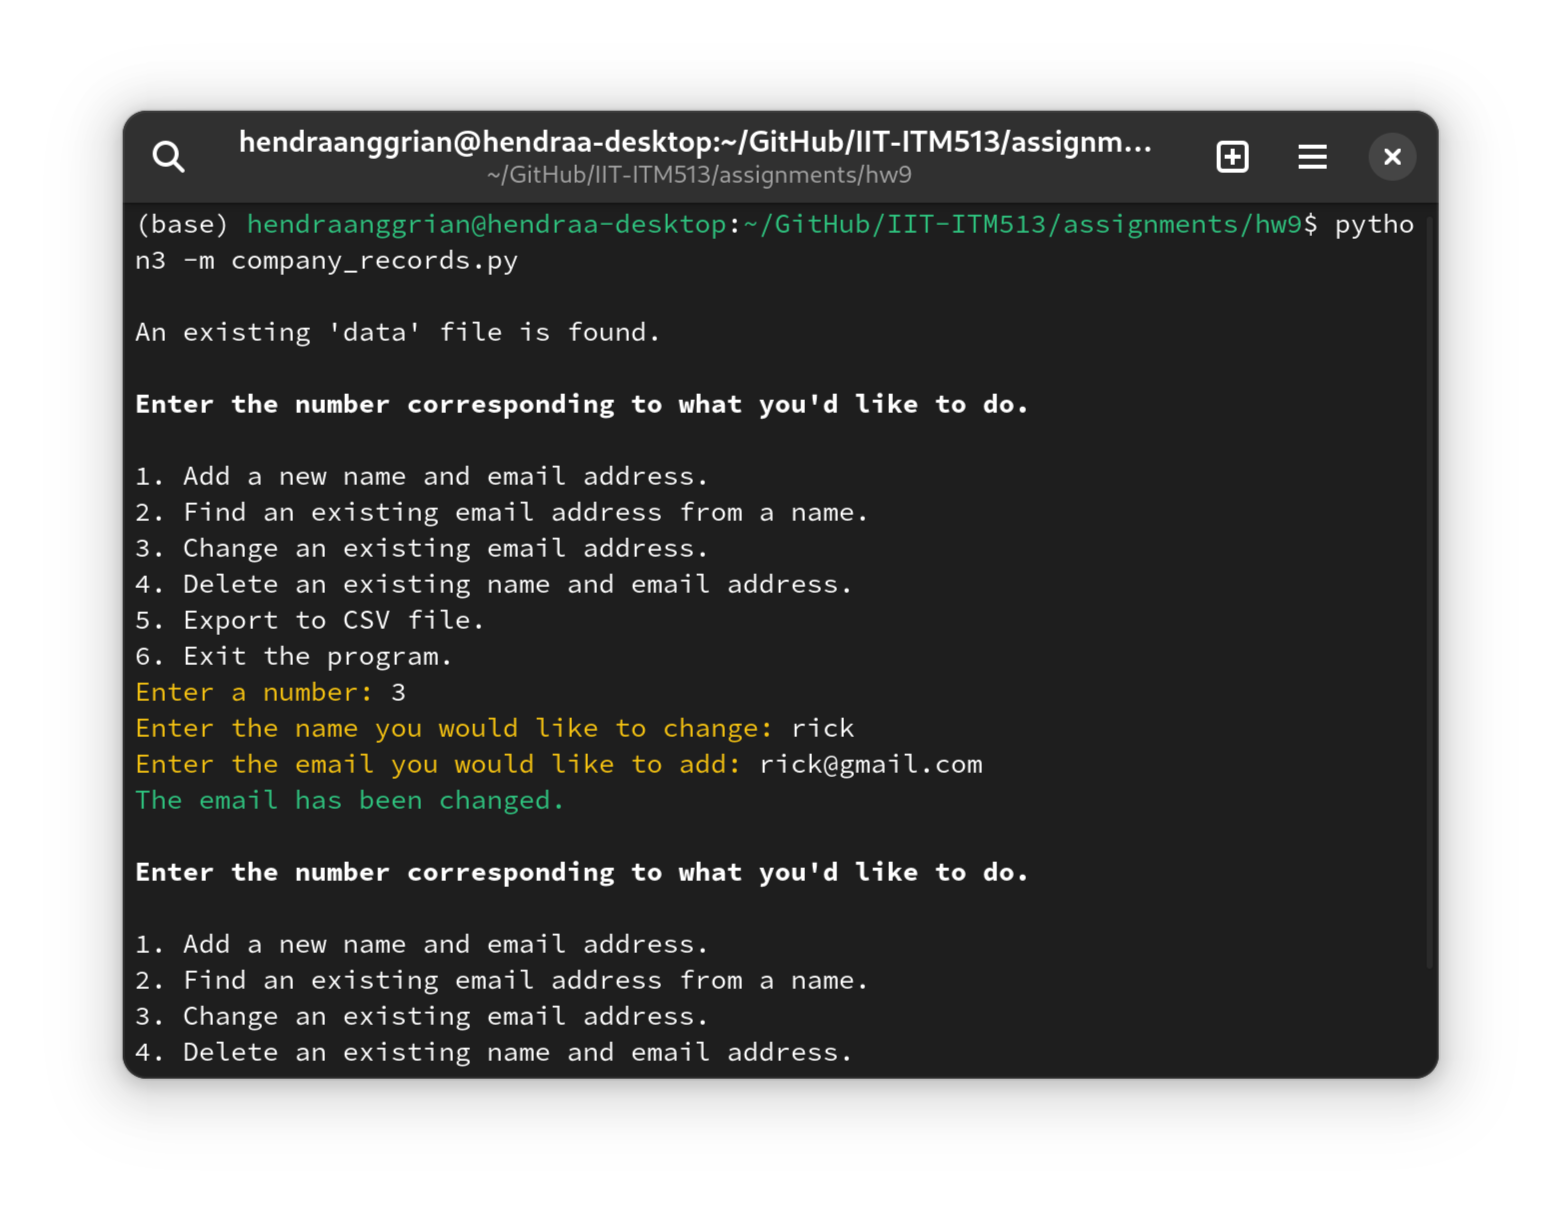 hendraanggrian@hendraa-desktop:~/GitHub/IIT-ITM513/assignm...
~/GitHub/IIT-ITM513/assignments/hw9
(base) hendraanggrian@hendraa-desktop:~/GitHub/IIT-ITM513/assignments/hw9$ pytho
n3 -m company_records.py

An existing 'data' file is found.

Enter the number corresponding to what you'd like to do.

1. Add a new name and email address.
2. Find an existing email address from a name.
3. Change an existing email address.
4. Delete an existing name and email address.
5. Export to CSV file.
6. Exit the program.
Enter a number: 3
Enter the name you would like to change: rick
Enter the email you would like to add: rick@gmail.com
The email has been changed.

Enter the number corresponding to what you'd like to do.

1. Add a new name and email address.
2. Find an existing email address from a name.
3. Change an existing email address.
4. Delete an existing name and email address.